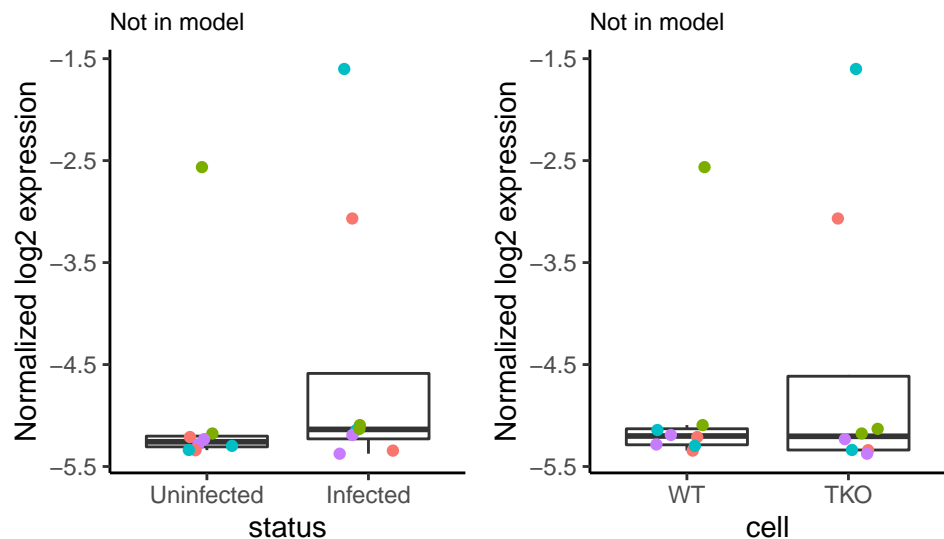 Not in model
Normalized log2 expression
−1.5
−2.5
−3.5
−4.5
−5.5
Uninfected Infected
status
Not in model
Normalized log2 expression
−1.5
−2.5
−3.5
−4.5
−5.5
WT TKO
cell